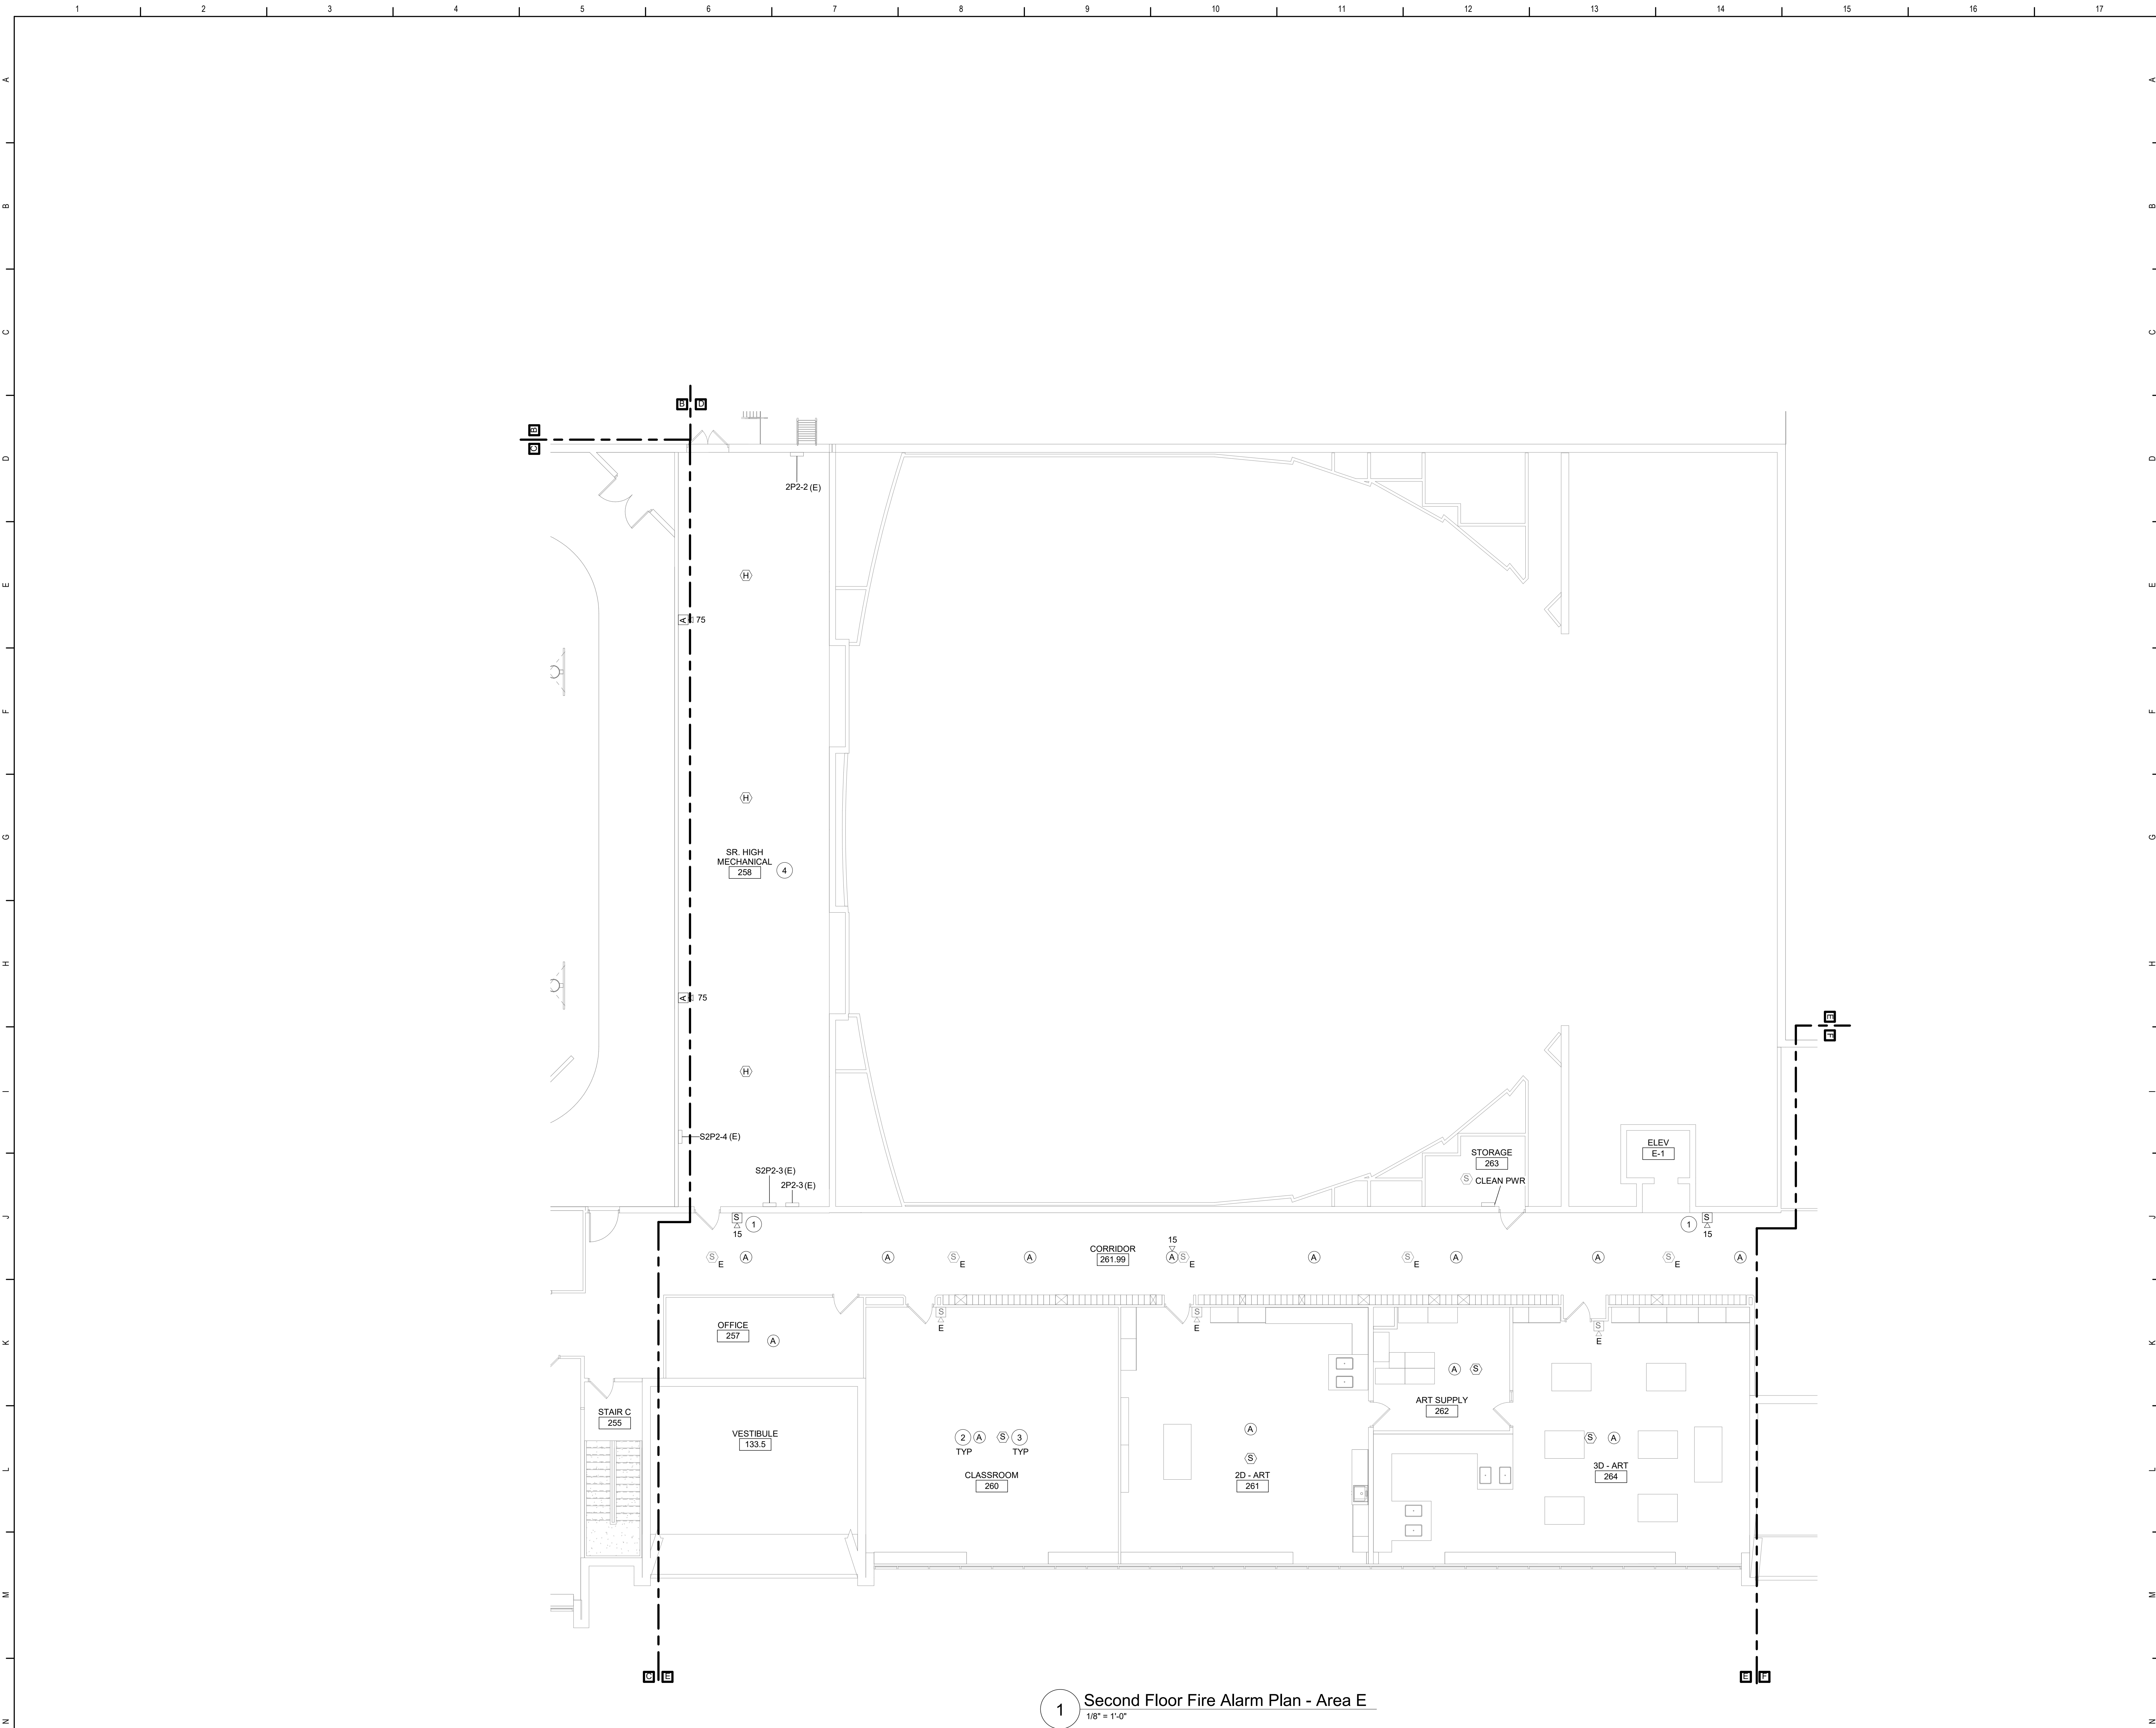 1 2 3 4 5 6 7 8 9 10 11 12 13 14 15 16 17
A A
B B
C C
B D
B
C
D D
2P2-2 (E)
H
E E
A 75
F F
H
G G
SR. HIGH
MECHANICAL
258
4
H H
A 75
E
F
H
I I
S2P2-4 (E)
ELEV
E-1
STORAGE
263
S2P2-3 (E)
S CLEAN PWR
2P2-3 (E)
J J
S 1
15
1 S
15
15
CORRIDOR
261.99
S E A A S E A A S E A S E A A S E A
S E
S E
S E
OFFICE
257
A
K K
A S
ART SUPPLY
262
STAIR C
255
VESTIBULE
133.5
2 A S 3
TYP TYP
A
S
S A
L L
CLASSROOM
260
2D - ART
261
3D - ART
264
M M
C E
E F
1 Second Floor Fire Alarm Plan - Area E
1/8" = 1'-0"
N N